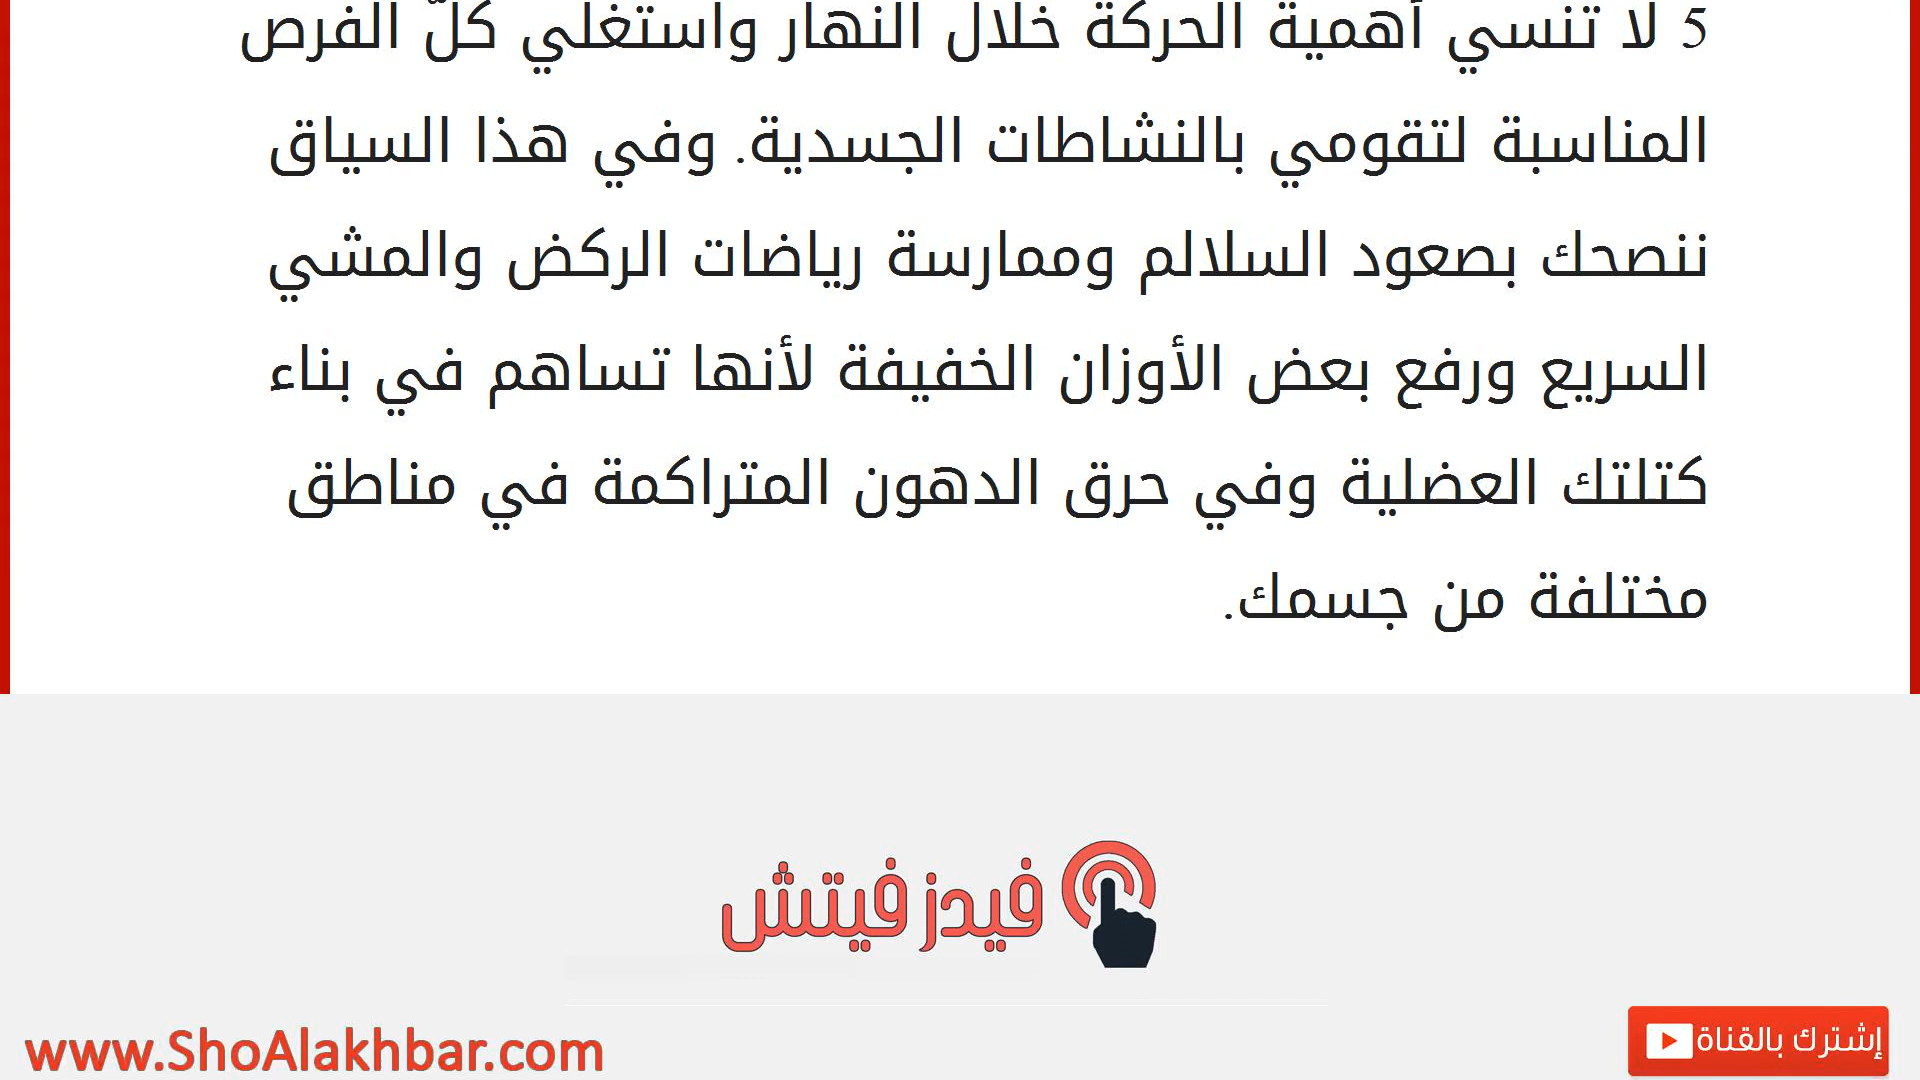 5 لا تنسي أهمية الحركة خلال النهار واستغلي كلّ الفرص
المناسبة لتقومي بالنشاطات الجسدية. وفي هذا السياق
ننصحك بصعود السلالم وممارسة رياضات الركض والمشي
السريع ورفع بعض الأوزان الخفيفة لأنها تساهم في بناء
كتلتك العضلية وفي حرق الدهون المتراكمة في مناطق
مختلفة من جسمك.
فيدز فيتش
www.ShoAlakhbar.com
إشترك بالقناة